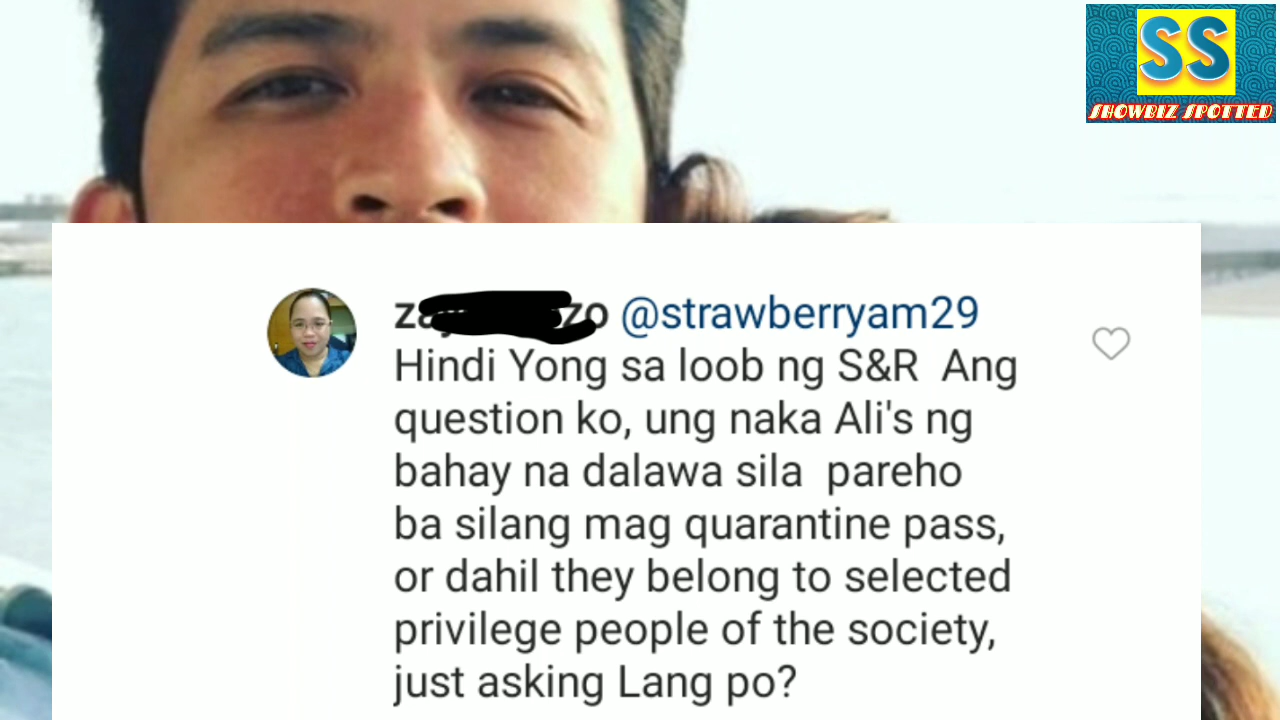 SS
SHOWBIZ SPOTTED
@strawberryam29
Hindi Yong sa loob ng S&R Ang
question ko, ung naka Ali's ng
bahay na dalawa sila pareho
ba silang mag quarantine pass,
or dahil they belong to selected
privilege people of the society,
just asking Lang po?